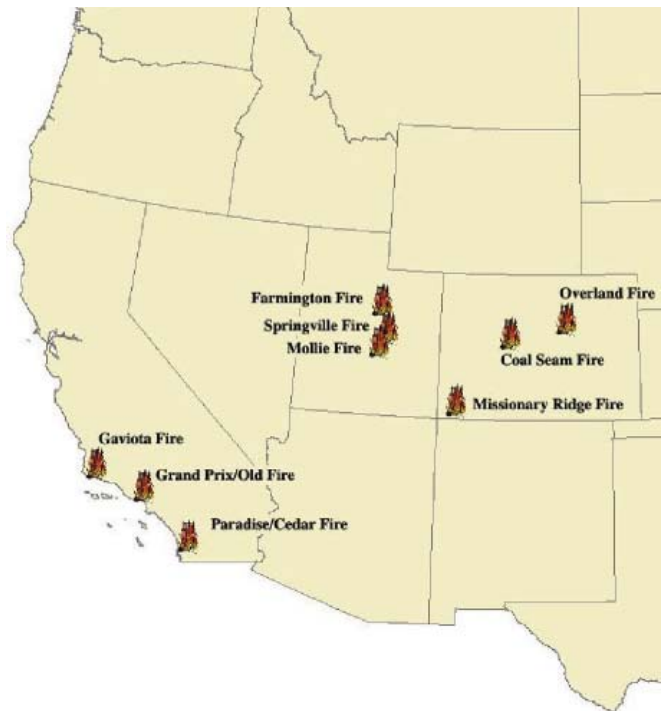 Farmington Fire
Overland Fire
Springville Fire
Mollie Fire
Coal Seam Fire
Missionary Ridge Fire
Gaviota Fire
Grand Prix/Old Fire
Paradise/Cedar Fire